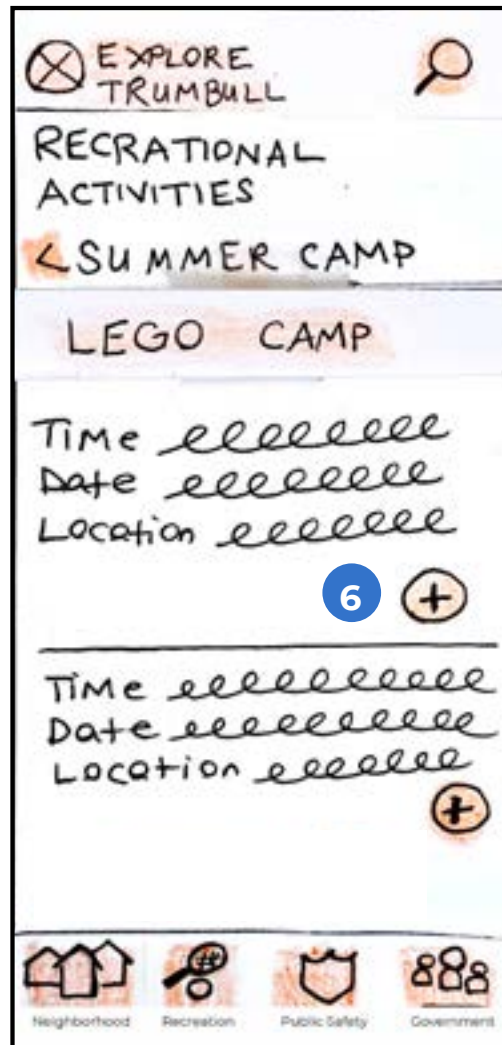 EXPLORE
TRUMBULL
RECRATIONAL
ACTIVITIES
< SUMMER CAMP
LEGO CAMP
Time
Date
Location
6 +
Time
Date
Location
+
Neighborhood Recreation Public Safety Government